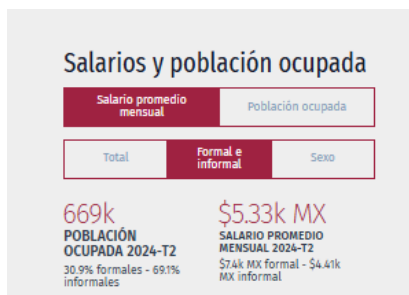 Salarios y población ocupada
Salario promedio
mensual
Población ocupada
Total
Formal e
informal
Sexo
669k
POBLACIÓN
OCUPADA 2024-T2
30.9% formales - 69.1%
informales
$5.33k MX
SALARIO PROMEDIO
MENSUAL 2024-T2
$7.4k MX formal - $4.41k
MX informal